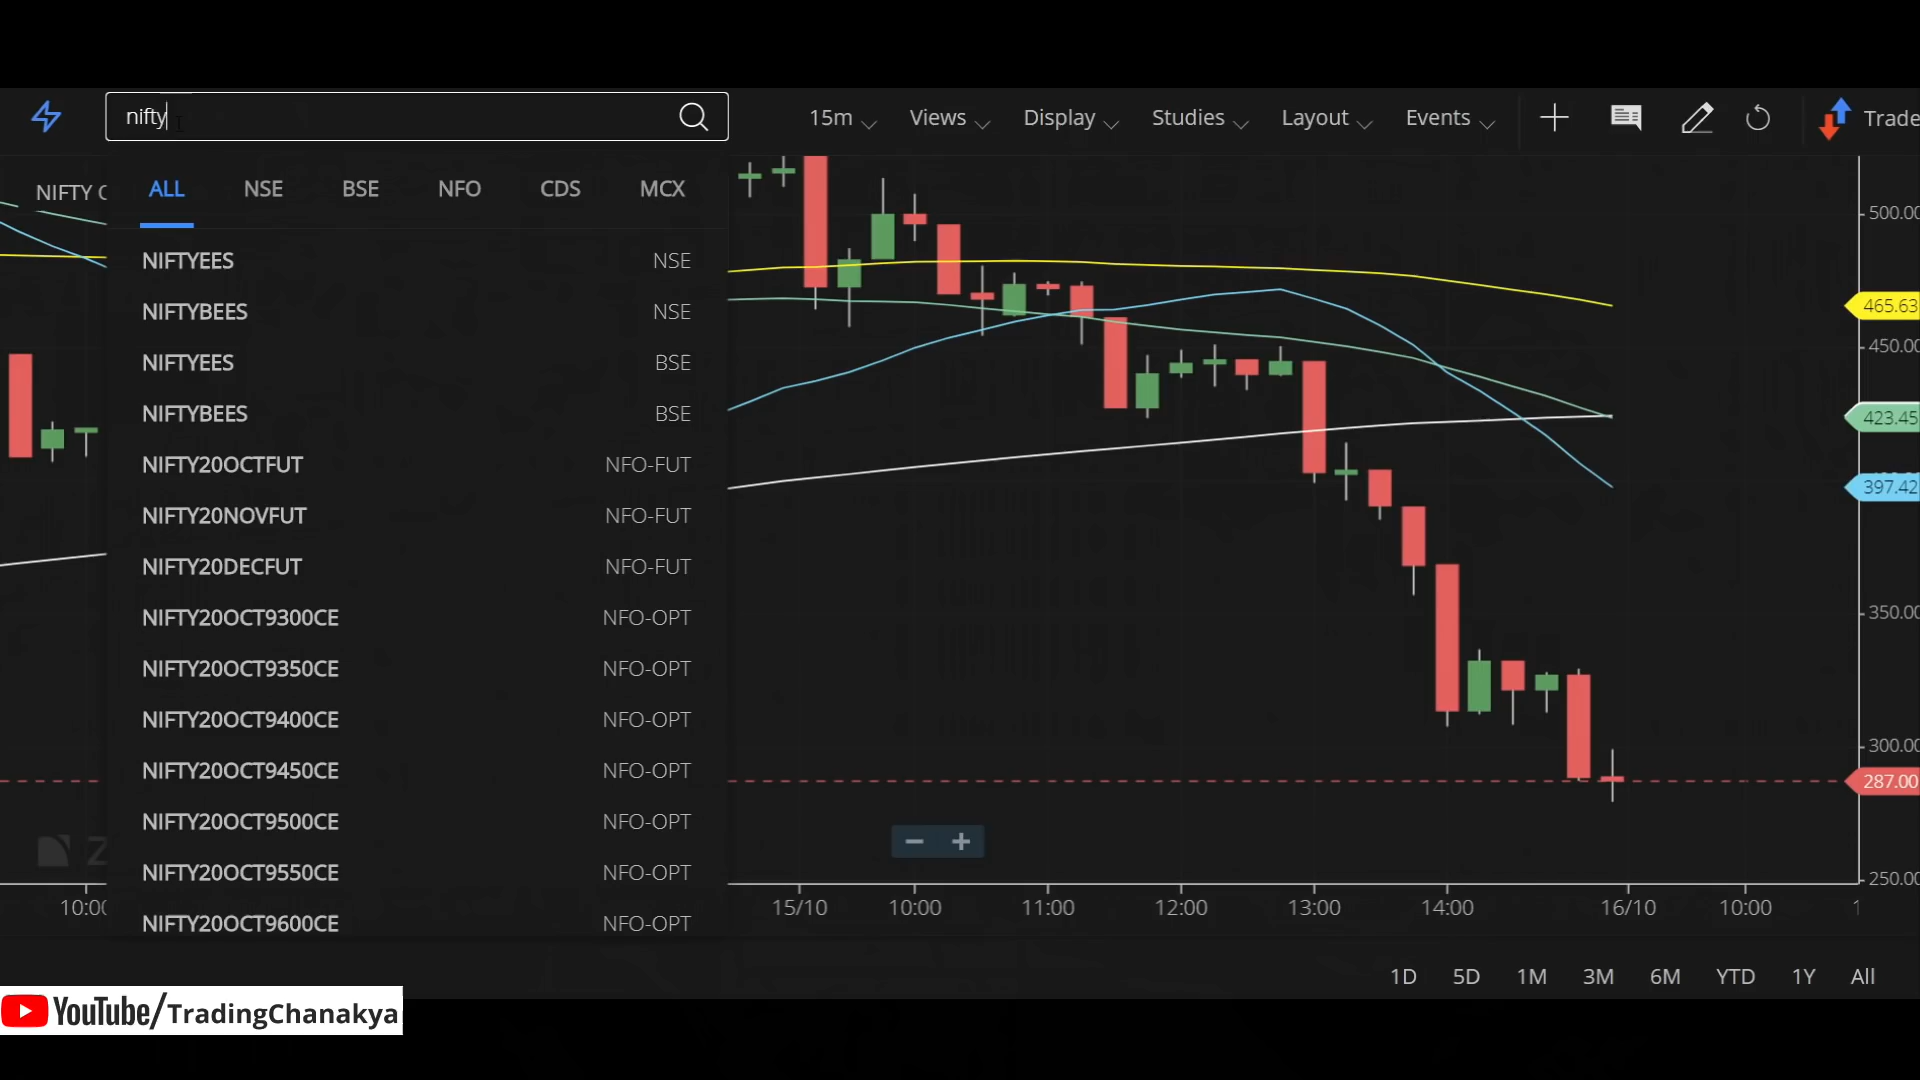 nifty
15m Views Display Studies Layout Events Trade
NIFTY
ALL NSE BSE NFO CDS MCX
NIFTYEES NSE
NIFTYBEES NSE
NIFTYEES BSE
NIFTYBEES BSE
NIFTY20OCTFUT NFO-FUT
NIFTY20NOVFUT NFO-FUT
NIFTY20DECFUT NFO-FUT
NIFTY20OCT9300CE NFO-OPT
NIFTY20OCT9350CE NFO-OPT
NIFTY20OCT9400CE NFO-OPT
NIFTY20OCT9450CE NFO-OPT
NIFTY20OCT9500CE NFO-OPT
NIFTY20OCT9550CE NFO-OPT
NIFTY20OCT9600CE NFO-OPT
500.00
465.63
450.00
423.45
397.42
350.00
300.00
287.00
250.00
Z
10:00 15/10 10:00 11:00 12:00 13:00 14:00 16/10 10:00 1
1D 5D 1M 3M 6M YTD 1Y All
YouTube/TradingChanakya